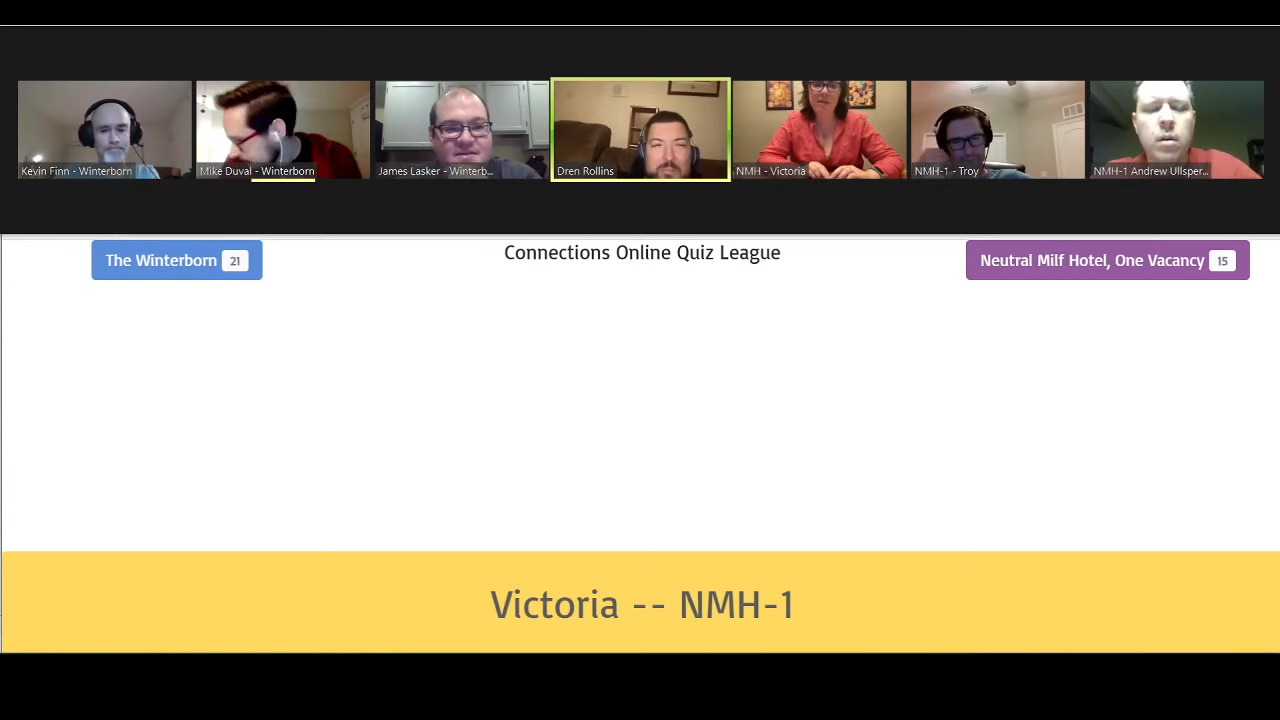 Kevin Finn - Winterborn
Mike Duval - Winterborn
James Lasker - Winterb...
Dren Rollins
NMH - Victoria
NMH-1 - Troy
NMH-1 Andrew Ullsper...
The Winterborn 21
Connections Online Quiz League
Neutral Milf Hotel, One Vacancy 15
Victoria -- NMH-1